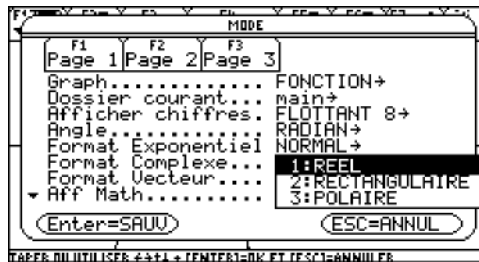 MODE
F1 F2 F3
Page 1 Page 2 Page 3
Graph............. FONCTION→
Dossier courant... main→
Afficher chiffres. FLOTTANT 8→
Angle............. RADIAN→
Format Exponentiel NORMAL→
Format Complexe... 1:REEL
Format Vecteur.... 2:RECTANGULAIRE
Aff Math.......... 3:POLAIRE
Enter=SAUV ESC=ANNUL
TAPER OU UTILISER ←→↑↓ + [ENTER]=OK ET [ESC]=ANNULER